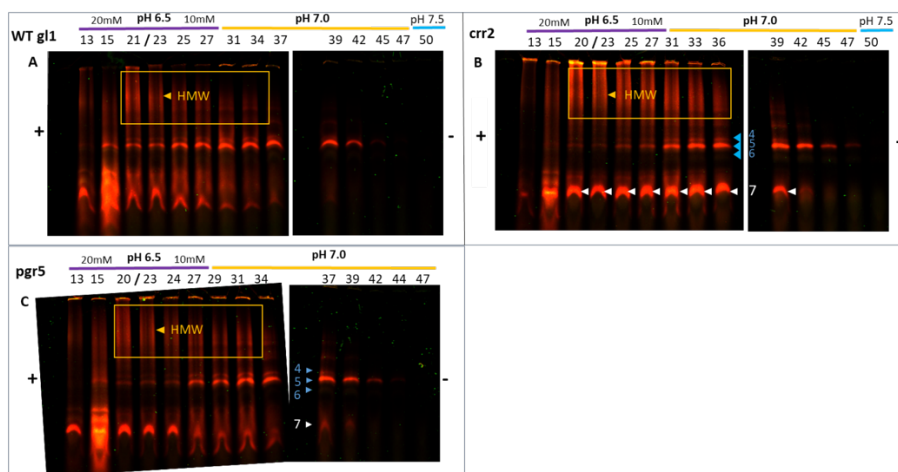 20mM pH 6.5 10mM pH 7.0 pH 7.5
WT gl1
13 15 21 / 23 25 27 31 34 37 39 42 45 47 50
A
HMW
+ -
20mM pH 6.5 10mM pH 7.0 pH 7.5
crr2
13 15 20 / 23 25 27 31 33 36 39 42 45 47 50
B
HMW
+ -
4
5
6
7
20mM pH 6.5 10mM pH 7.0
pgr5
13 15 20 / 23 24 27 29 31 34 37 39 42 44 47
C
HMW
+ -
4
5
6
7